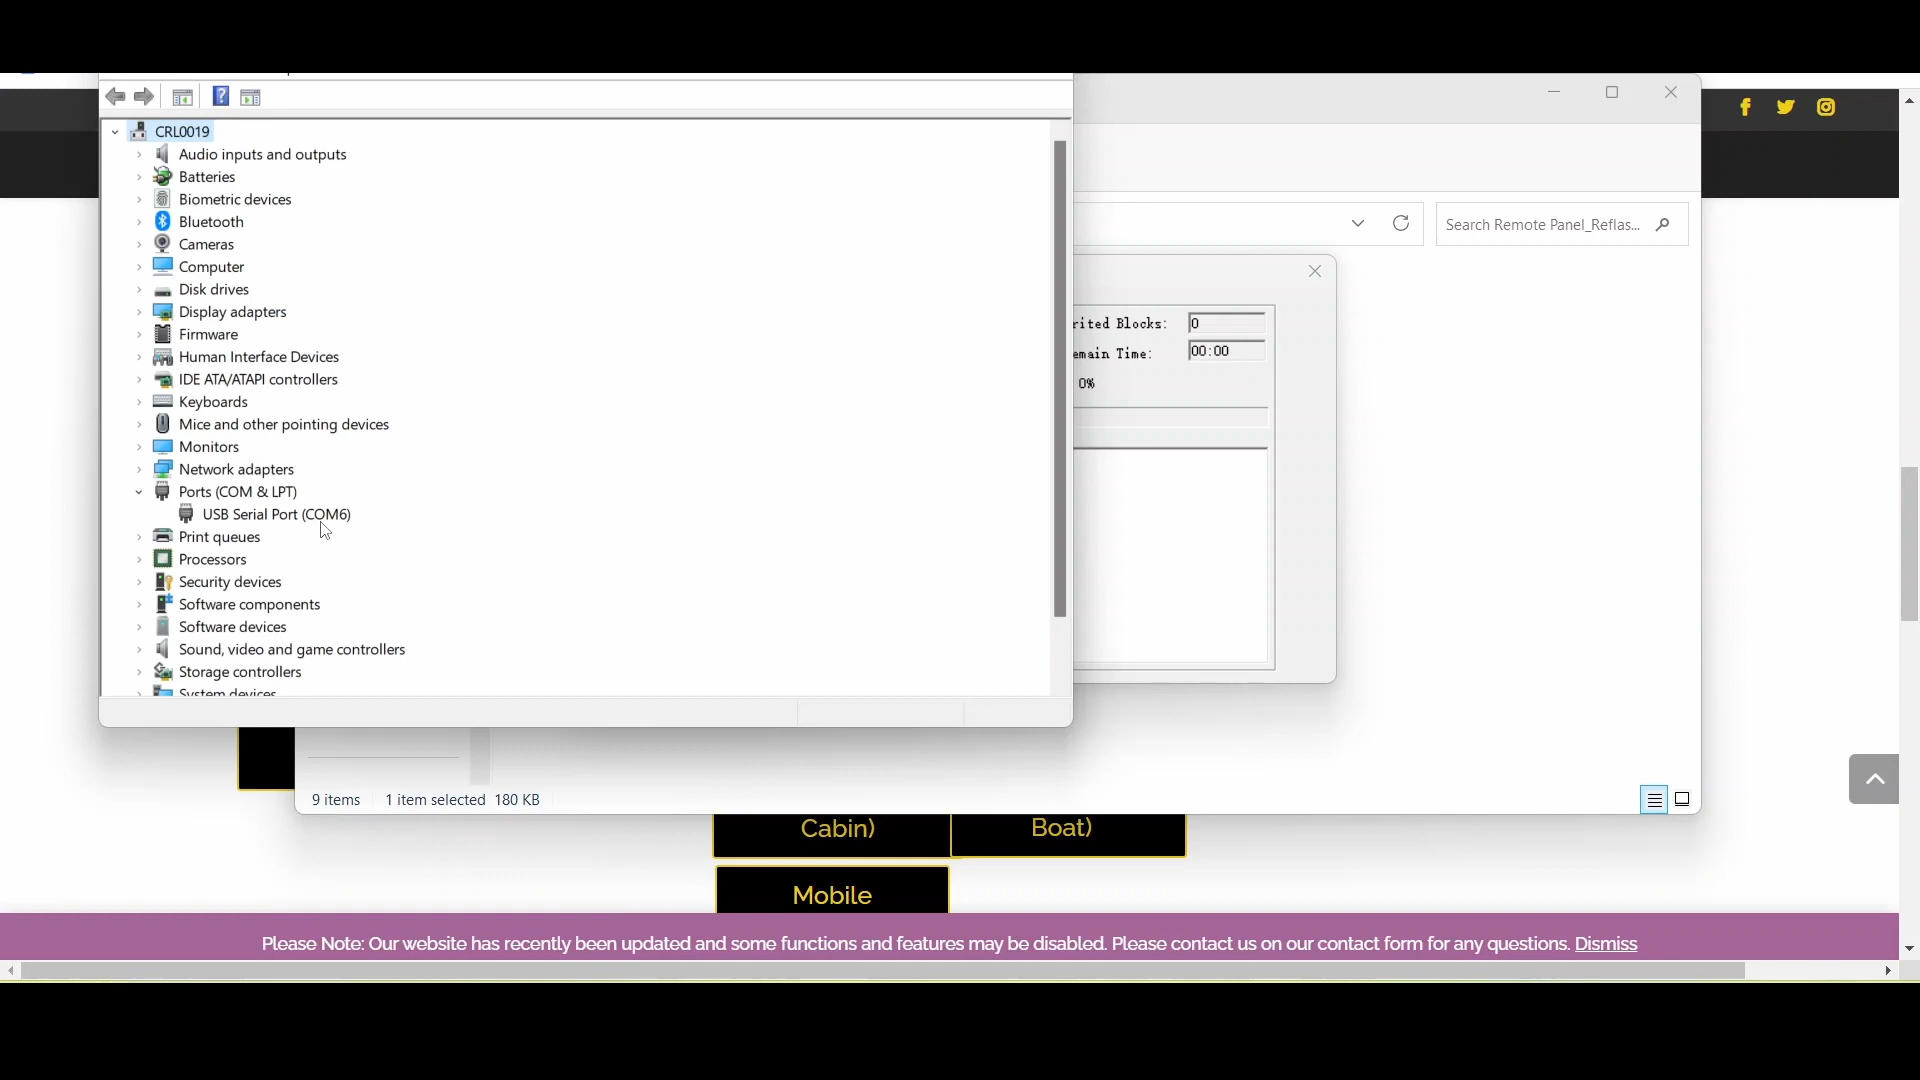 CRL0019
Audio inputs and outputs
Batteries
Biometric devices
Bluetooth
Cameras
Computer
Disk drives
Display adapters
Firmware
Human Interface Devices
IDE ATA/ATAPI controllers
Keyboards
Mice and other pointing devices
Monitors
Network adapters
Ports (COM & LPT)
USB Serial Port (COM6)
Print queues
Processors
Security devices
Software components
Software devices
Sound, video and game controllers
Storage controllers
System devices
Search Remote Panel_Reflas...
rited Blocks: 0
emain Time: 00:00
0%
9 items 1 item selected 180 KB
Cabin) Boat)
Mobile
Please Note: Our website has recently been updated and some functions and features may be disabled. Please contact us on our contact form for any questions. Dismiss